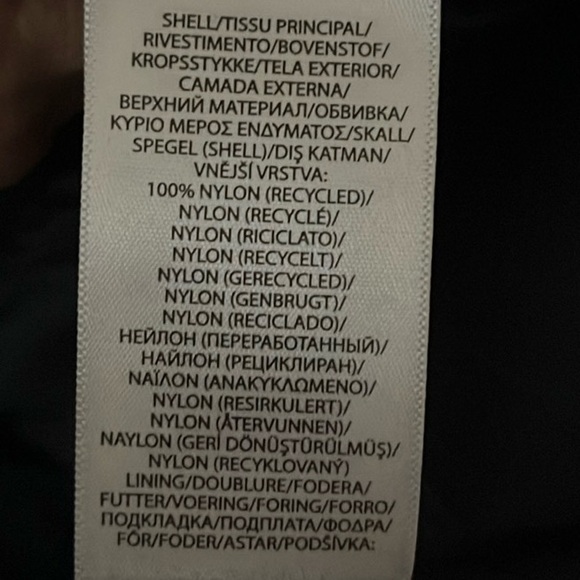 SHELL/TISSU PRINCIPAL/
RIVESTIMENTO/BOVENSTOF/
KROPSSTYKKE/TELA EXTERIOR/
CAMADA EXTERNA/
ВЕРХНИЙ МАТЕРИАЛ/ОБВИВКА/
ΚΥΡΙΟ ΜΕΡΟΣ ΕΝΔΥΜΑΤΟΣ/SKALL/
SPEGEL (SHELL)/DIŞ KATMAN/
VNĚJŠÍ VRSTVA:
100% NYLON (RECYCLED)/
NYLON (RECYCLÉ)/
NYLON (RICICLATO)/
NYLON (RECYCELT)/
NYLON (GERECYCLED)/
NYLON (GENBRUGT)/
NYLON (RECICLADO)/
НЕЙЛОН (ПЕРЕРАБОТАННЫЙ)/
НАЙЛОН (РЕЦИКЛИРАН)/
ΝΑΪΛΟΝ (ΑΝΑΚΥΚΛΩΜΕΝΟ)/
NYLON (RESIRKULERT)/
NYLON (ÅTERVUNNEN)/
NAYLON (GERİ DÖNÜŞTÜRÜLMÜŞ)/
NYLON (RECYKLOVANÝ)
LINING/DOUBLURE/FODERA/
FUTTER/VOERING/FORING/FORRO/
ПОДКЛАДКА/ПОДПЛАТА/ΦΟΔΡΑ/
FÔR/FODER/ASTAR/PODŠÍVKA: